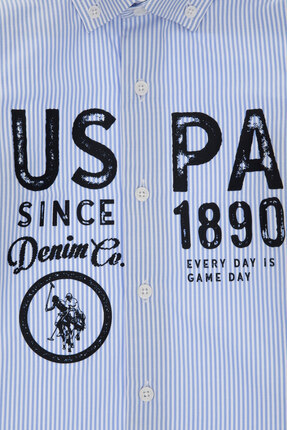 US PA
SINCE 1890
Denim Co.
EVERY DAY IS
GAME DAY